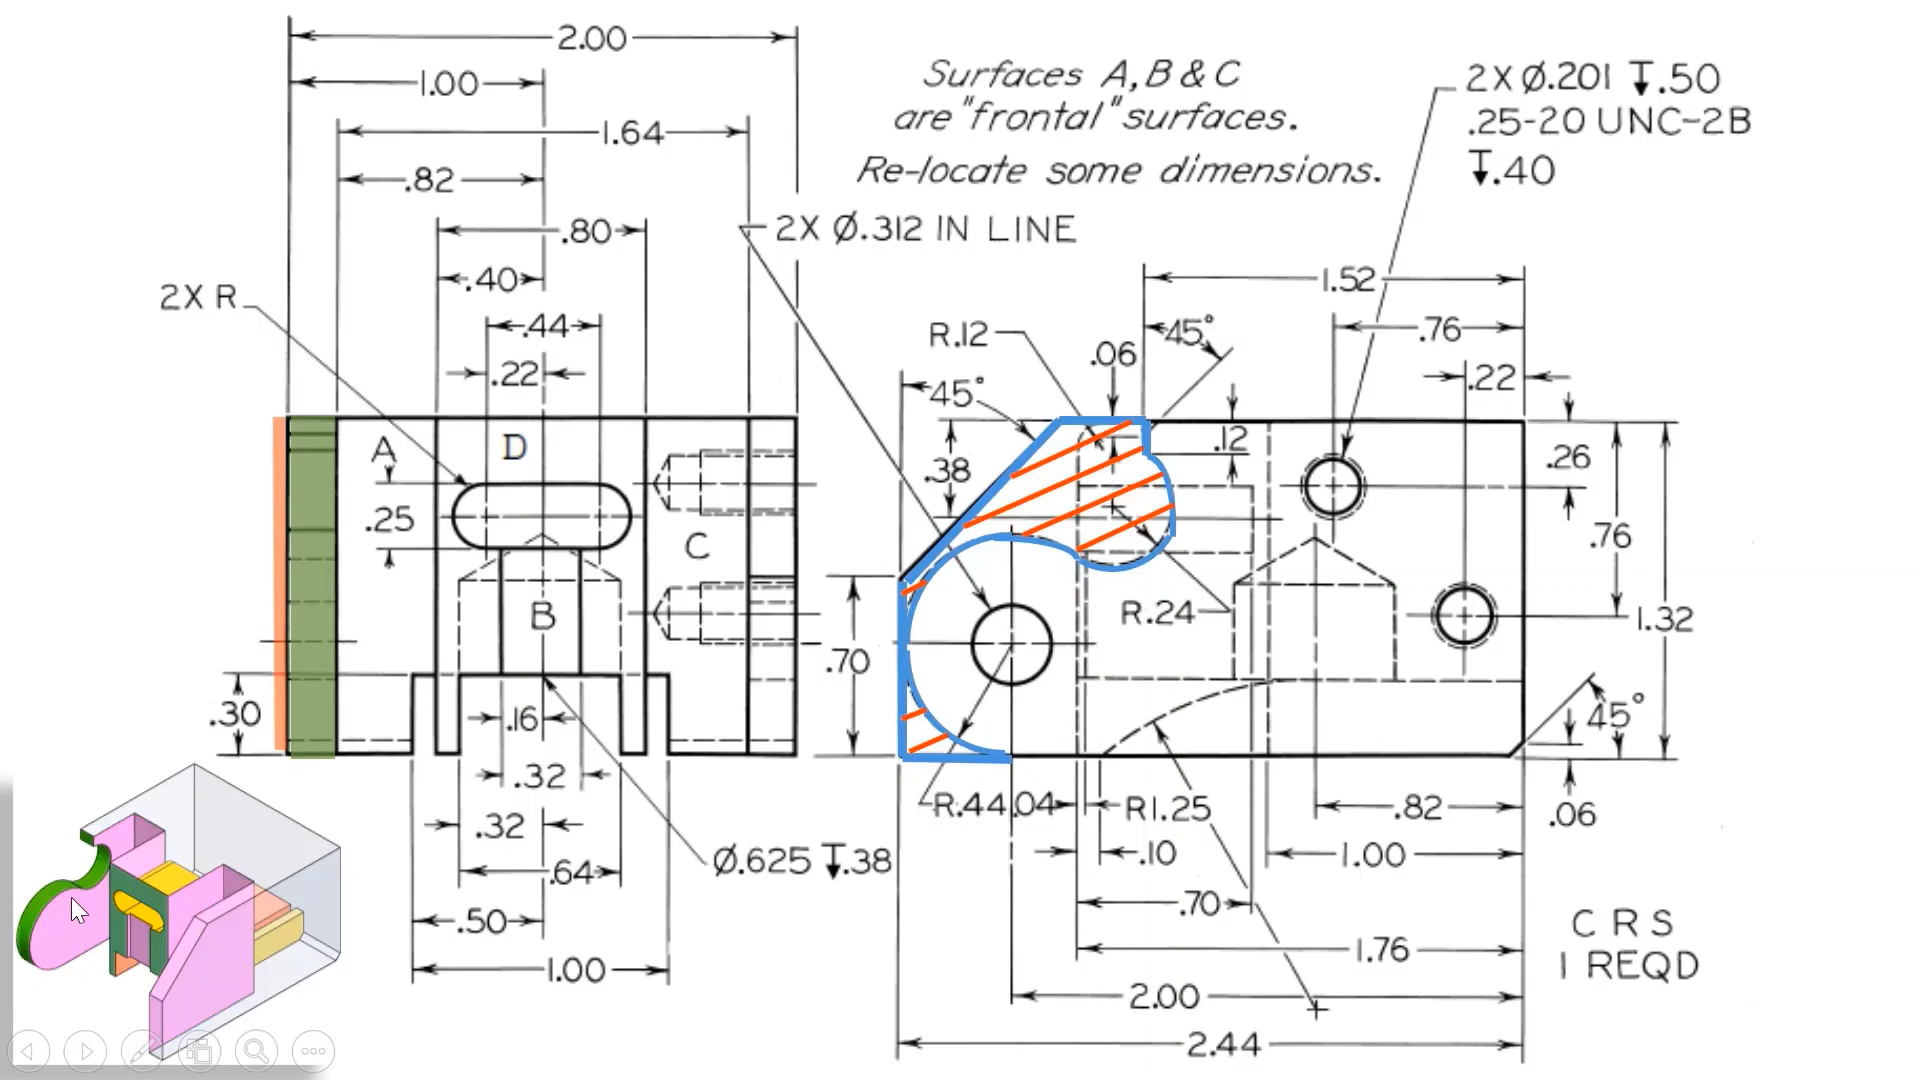 2.00
1.00
1.64
.82
.80
.40
2X R
.44
.22
A
D
.25
C
B
.30
.16
.32
.32
.64
.50
1.00
Ø.625 ↧.38
Surfaces A,B & C
are "frontal" surfaces.
Re-locate some dimensions.
2X Ø.312 IN LINE
2X Ø.201 ↧.50
.25-20 UNC-2B
↧.40
1.52
.76
.22
R.12
.06
45°
45°
.38
.12
.26
.76
1.32
R.24
.70
45°
.06
R.44
.04
R1.25
.82
.10
1.00
.70
1.76
2.00
2.44
C R S
1 REQD